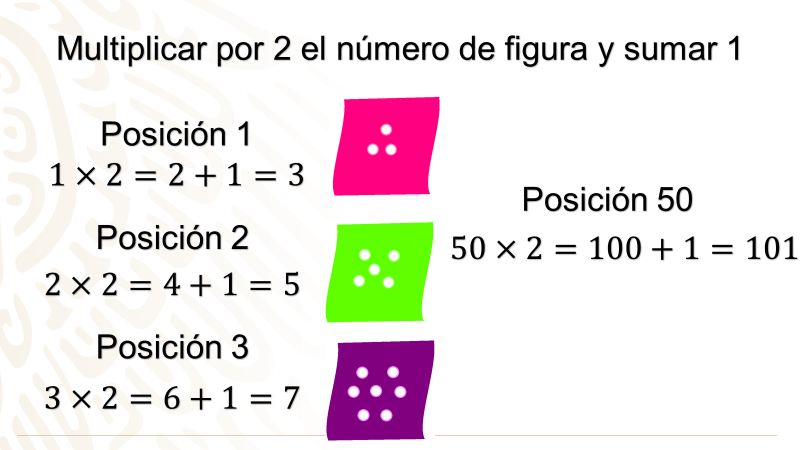 Multiplicar por 2 el número de figura y sumar 1
Posición 1
1 × 2 = 2 + 1 = 3
Posición 2
2 × 2 = 4 + 1 = 5
Posición 3
3 × 2 = 6 + 1 = 7
Posición 50
50 × 2 = 100 + 1 = 101